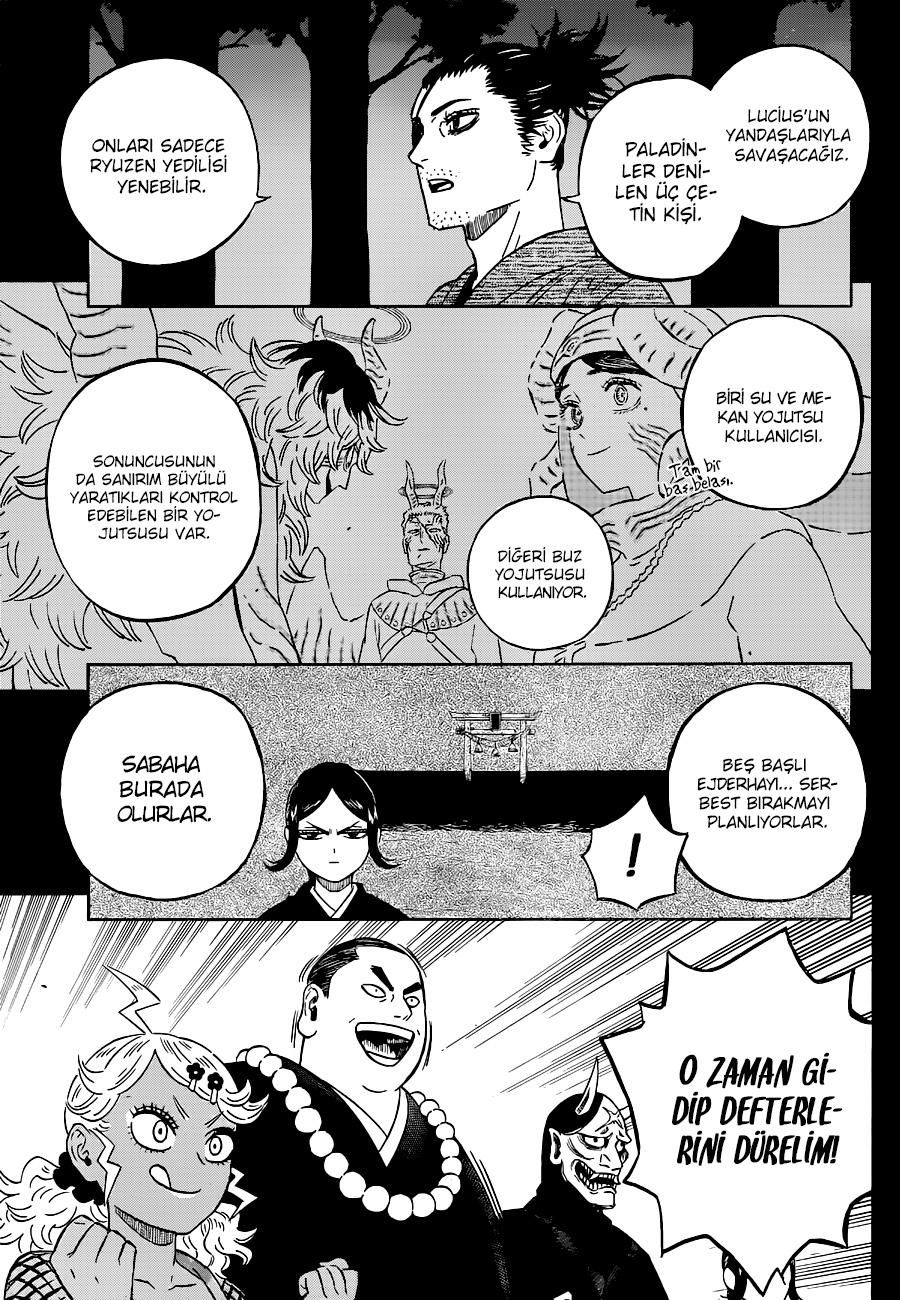 LUCİUS'UN
YANDAŞLARIYLA
SAVAŞACAĞIZ.
PALADİN-
LER DENİ-
LEN ÜÇ ÇE-
TİN KİŞİ.
ONLARI SADECE
RYUZEN YEDİLİSİ
YENEBİLİR.
BİRİ SU VE ME-
KAN YOJUTSU
KULLANICISI.
Tam bir
baş belası.
DİĞERİ BUZ
YOJUTSUSU
KULLANIYOR.
SONUNCUSUNUN
DA SANIRIM BÜYÜLÜ
YARATIKLARI KONTROL
EDEBİLEN BİR YO-
JUTSUSU VAR.
BEŞ BAŞLI
EJDERHAYI... SER-
BEST BIRAKMAYI
PLANLIYORLAR.
!
SABAHA
BURADA
OLURLAR.
O ZAMAN Gİ-
DİP DEFTERLE-
RİNİ DÜRELİM!